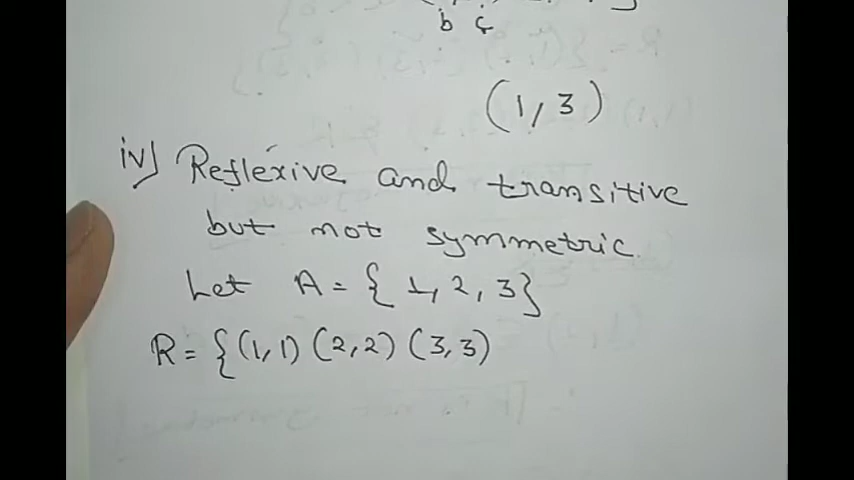 b c
(1, 3)
iv) Reflexive and transitive
but not symmetric.
Let A = { 1, 2, 3}
R = {(1,1) (2,2) (3,3)